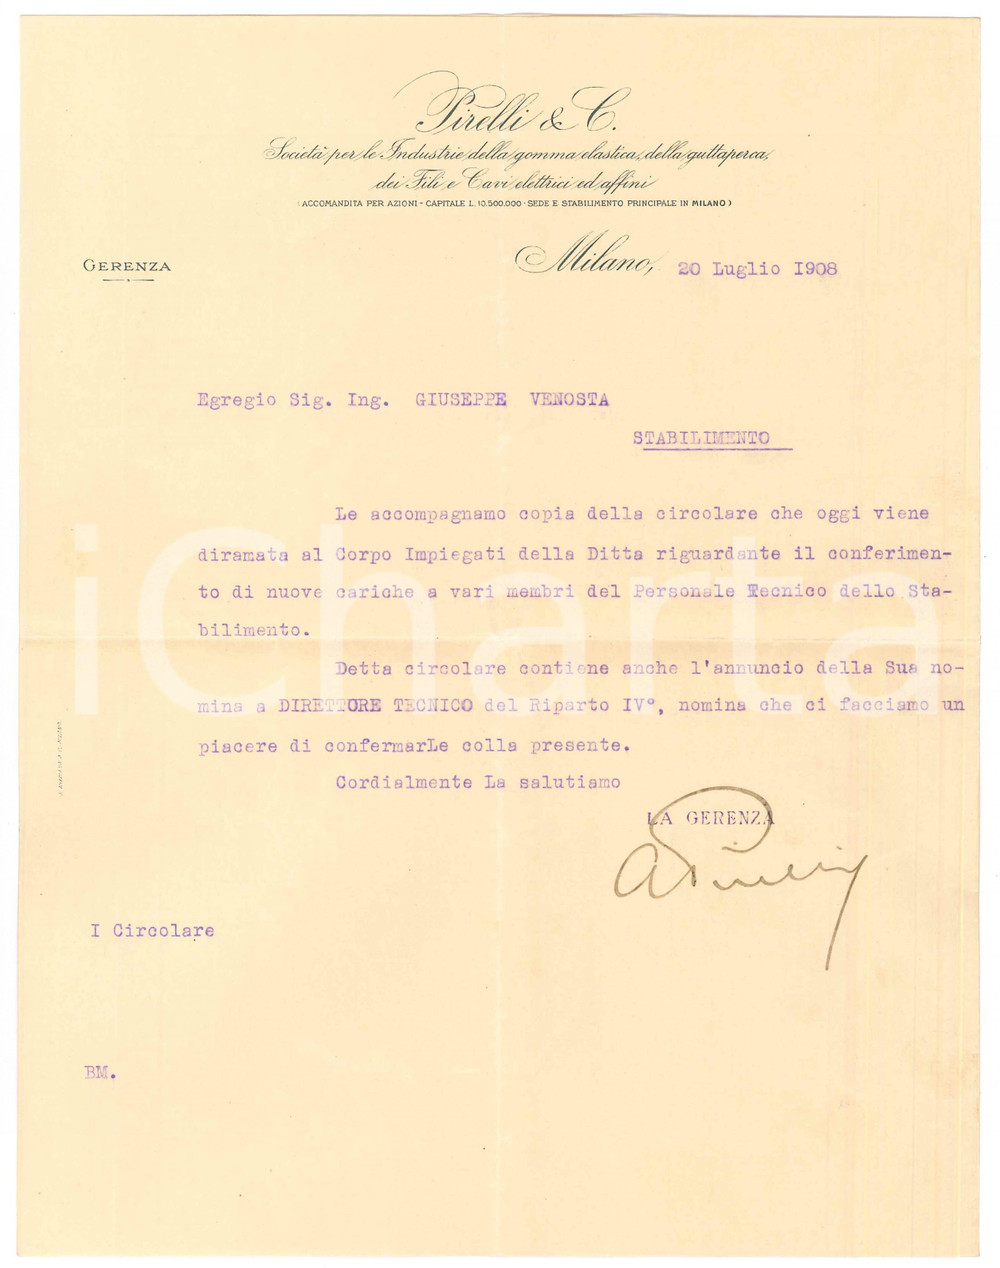 Pirelli & C.
Società per le Industrie della gomma elastica, della guttaperca,
dei Fili e Cavi elettrici ed affini
(ACCOMANDITA PER AZIONI - CAPITALE L. 10.500.000 - SEDE E STABILIMENTO PRINCIPALE IN MILANO)
GERENZA
Milano, 20 Luglio I908
Egregio Sig. Ing. GIUSEPPE VENOSTA
STABILIMENTO
Le accompagnamo copia della circolare che oggi viene
diramata al Corpo Impiegati della Ditta riguardante il conferimen-
to di nuove cariche a vari membri del Personale Tecnico dello Sta-
bilimento.
Detta circolare contiene anche l'annuncio della Sua no-
mina a DIRETTORE TECNICO del Riparto IV°, nomina che ci facciamo un
piacere di confermarLe colla presente.
Cordialmente La salutiamo
LA GERENZA
APirelli
I Circolare
BM.
iCharta